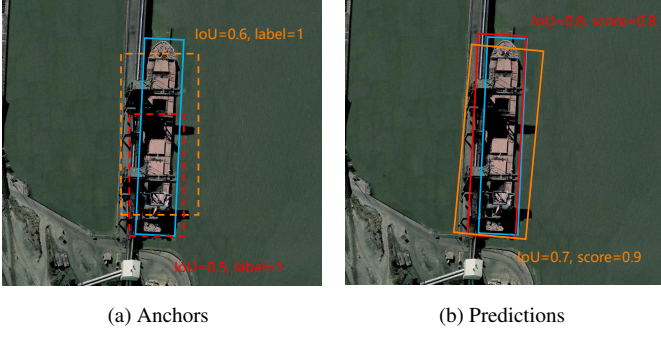 IoU=0.6, label=1
IoU=0.5, label=1
IoU=0.8, score=0.8
IoU=0.7, score=0.9
(a) Anchors
(b) Predictions